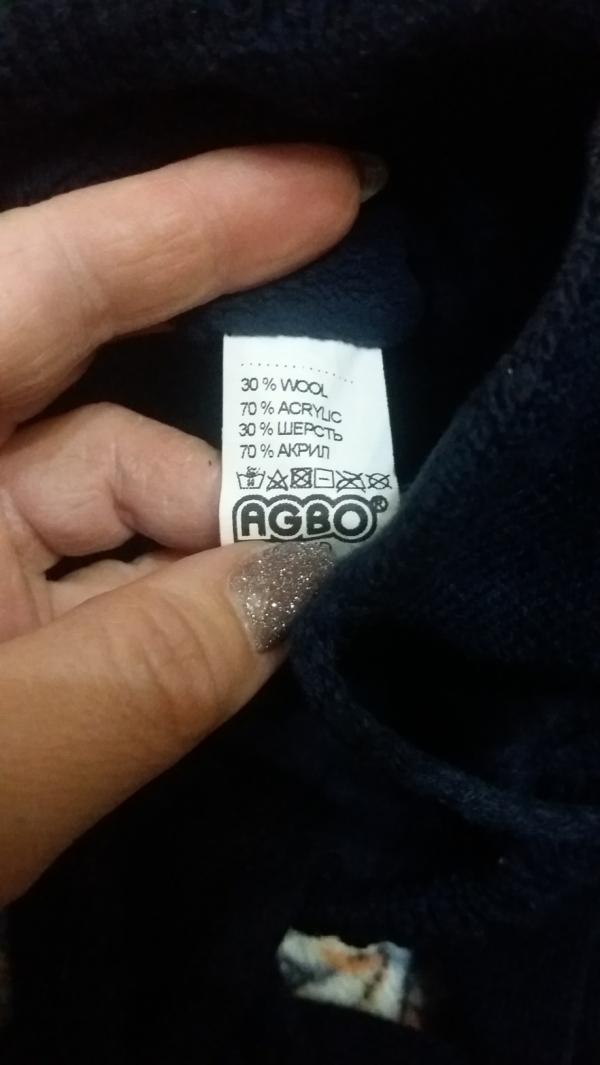 30 % WOOL
70 % ACRYLIC
30 % ШЕРСТЬ
70 % АКРИЛ
AGBO®